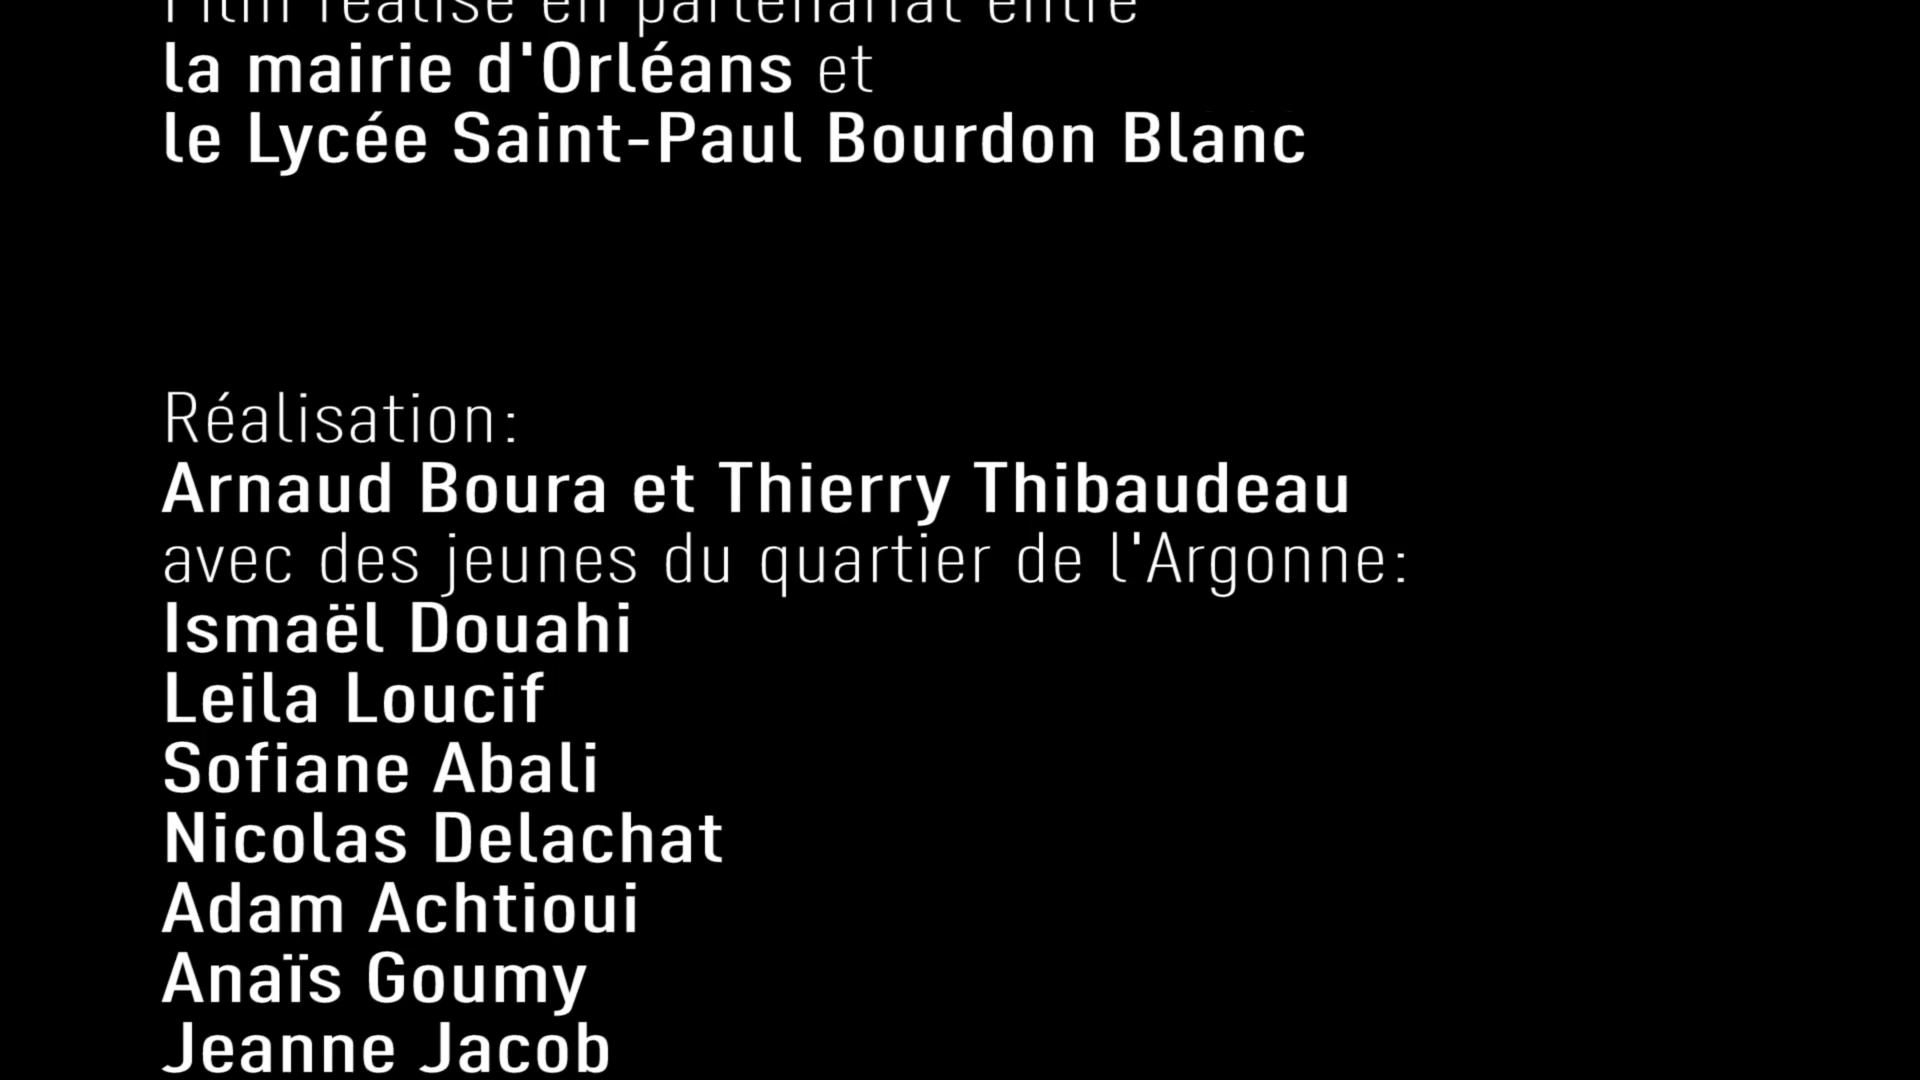 Film réalisé en partenariat entre
la mairie d'Orléans et
le Lycée Saint-Paul Bourdon Blanc
Réalisation:
Arnaud Boura et Thierry Thibaudeau
avec des jeunes du quartier de l'Argonne:
Ismaël Douahi
Leila Loucif
Sofiane Abali
Nicolas Delachat
Adam Achtioui
Anaïs Goumy
Jeanne Jacob